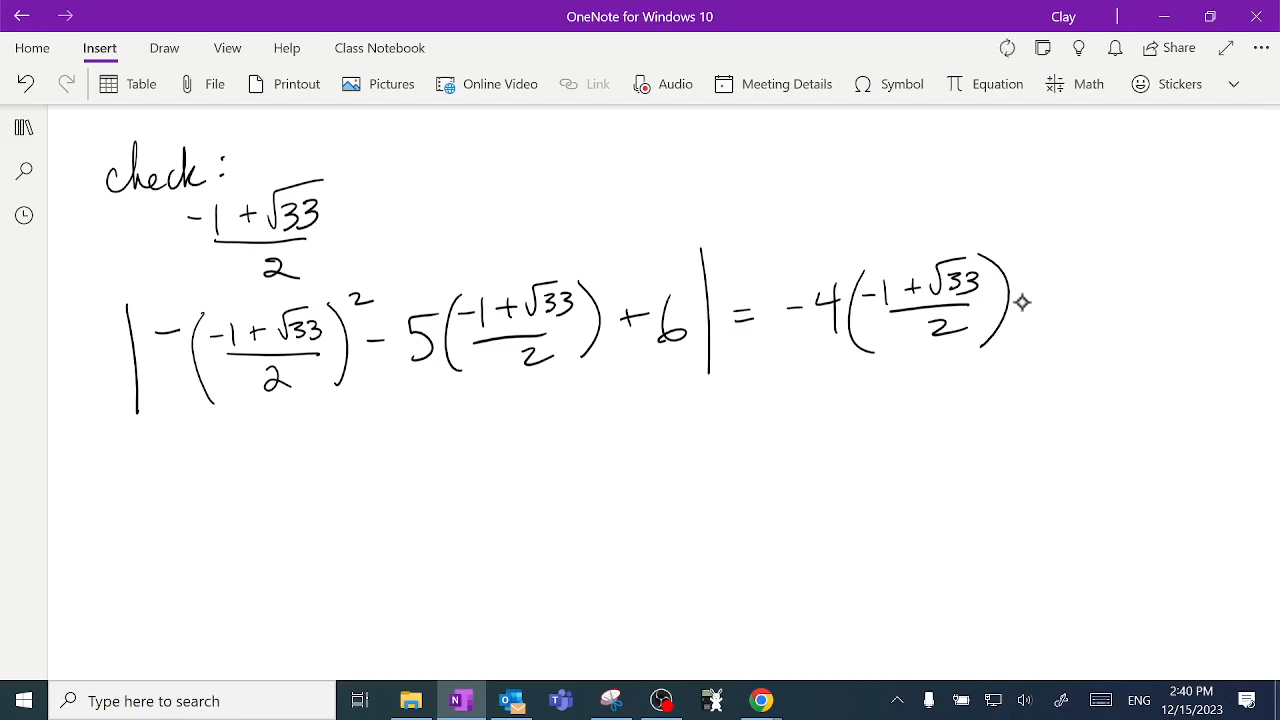 OneNote for Windows 10
Clay
Home Insert Draw View Help Class Notebook
Share
Table File Printout Pictures Online Video Link Audio Meeting Details Symbol Equation Math Stickers
check:
-1 + √33
2
| - (-1 + √33 / 2)² - 5(-1 + √33 / 2) + 6 | = -4(-1 + √33 / 2)
Type here to search
ENG
2:40 PM
12/15/2023